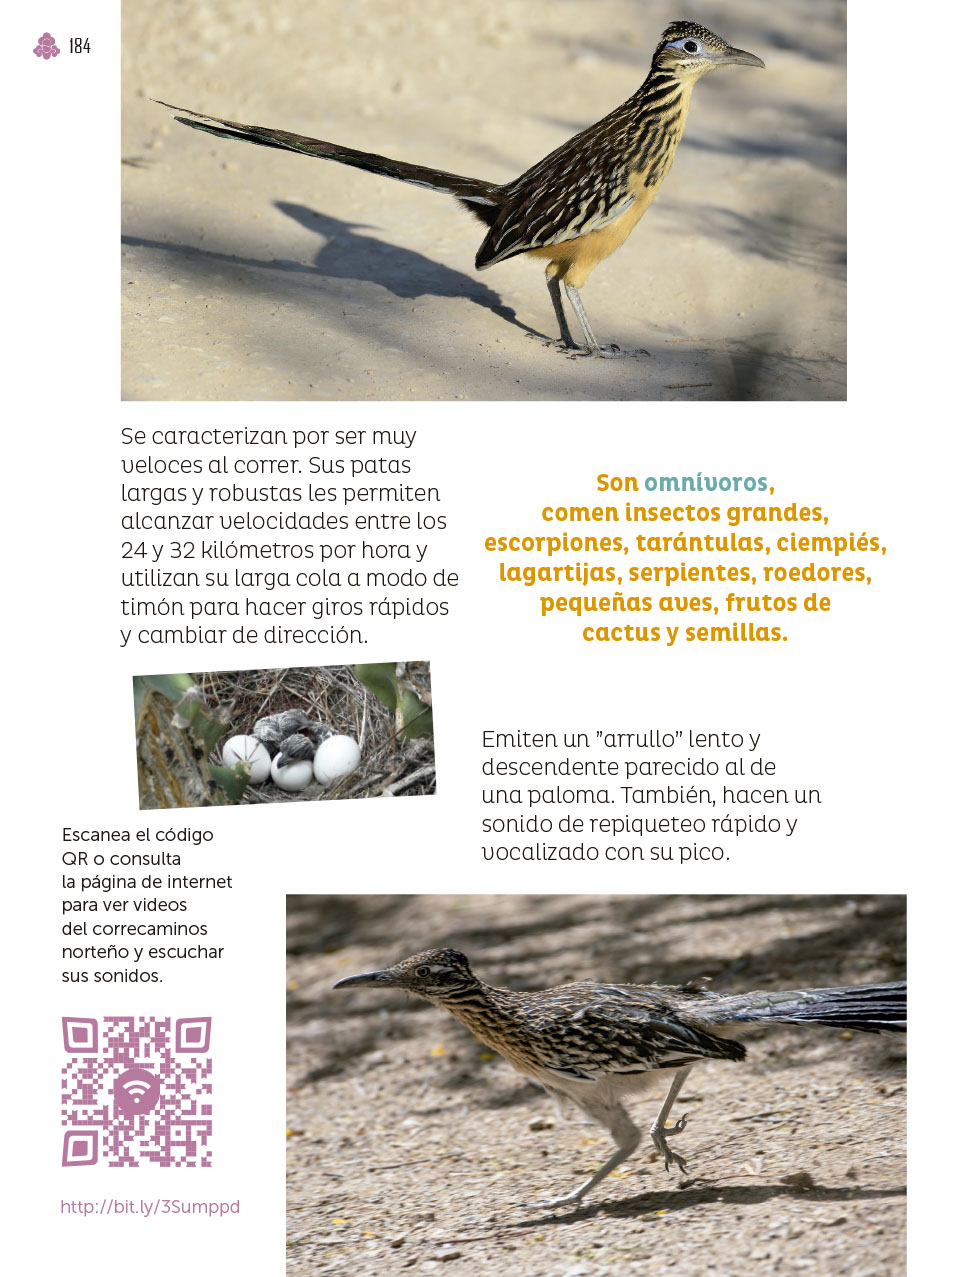 184
Se caracterizan por ser muy
veloces al correr. Sus patas
largas y robustas les permiten
alcanzar velocidades entre los
24 y 32 kilómetros por hora y
utilizan su larga cola a modo de
timón para hacer giros rápidos
y cambiar de dirección.
Son omnívoros,
comen insectos grandes,
escorpiones, tarántulas, ciempiés,
lagartijas, serpientes, roedores,
pequeñas aves, frutos de
cactus y semillas.
Emiten un ”arrullo” lento y
descendente parecido al de
una paloma. También, hacen un
sonido de repiqueteo rápido y
vocalizado con su pico.
Escanea el código
QR o consulta
la página de internet
para ver videos
del correcaminos
norteño y escuchar
sus sonidos.
http://bit.ly/3Sumppd